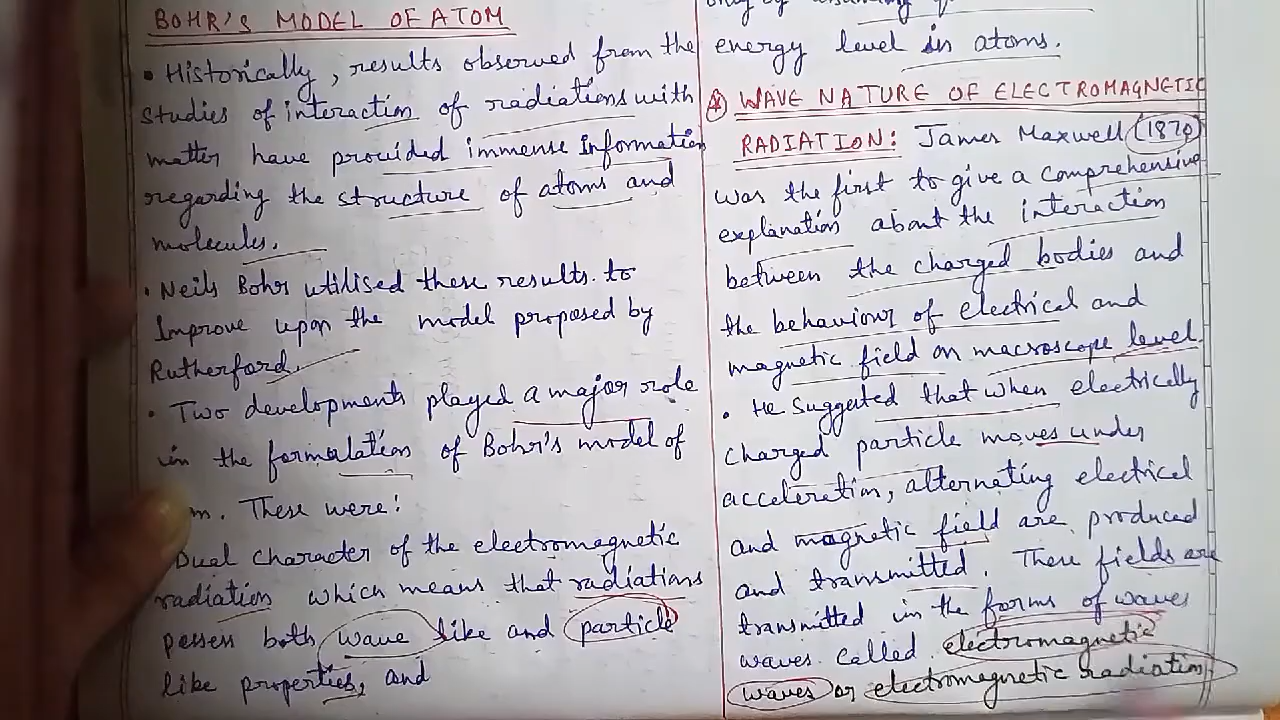 BOHR'S MODEL OF ATOM
• Historically, results observed from the
studies of interaction of radiations with
matter have provided immense information
regarding the structure of atoms and
molecules.
• Neils Bohr utilised these results to
improve upon the model proposed by
Rutherford.
• Two developments played a major role
in the formulation of Bohr's model of
m. These were:
Dual character of the electromagnetic
radiation which means that radiations
possess both wave like and particle
like properties, and
energy level in atoms.
WAVE NATURE OF ELECTROMAGNETIC
RADIATION: James Maxwell (1870)
was the first to give a comprehensive
explanation about the interaction
between the charged bodies and
the behaviour of electrical and
magnetic field on macroscope level.
• He suggested that when electrically
charged particle moves under
acceleration, alternating electrical
and magnetic field are produced
and transmitted. These fields are
transmitted in the forms of waves
waves called electromagnetic
waves or electromagnetic radiation.